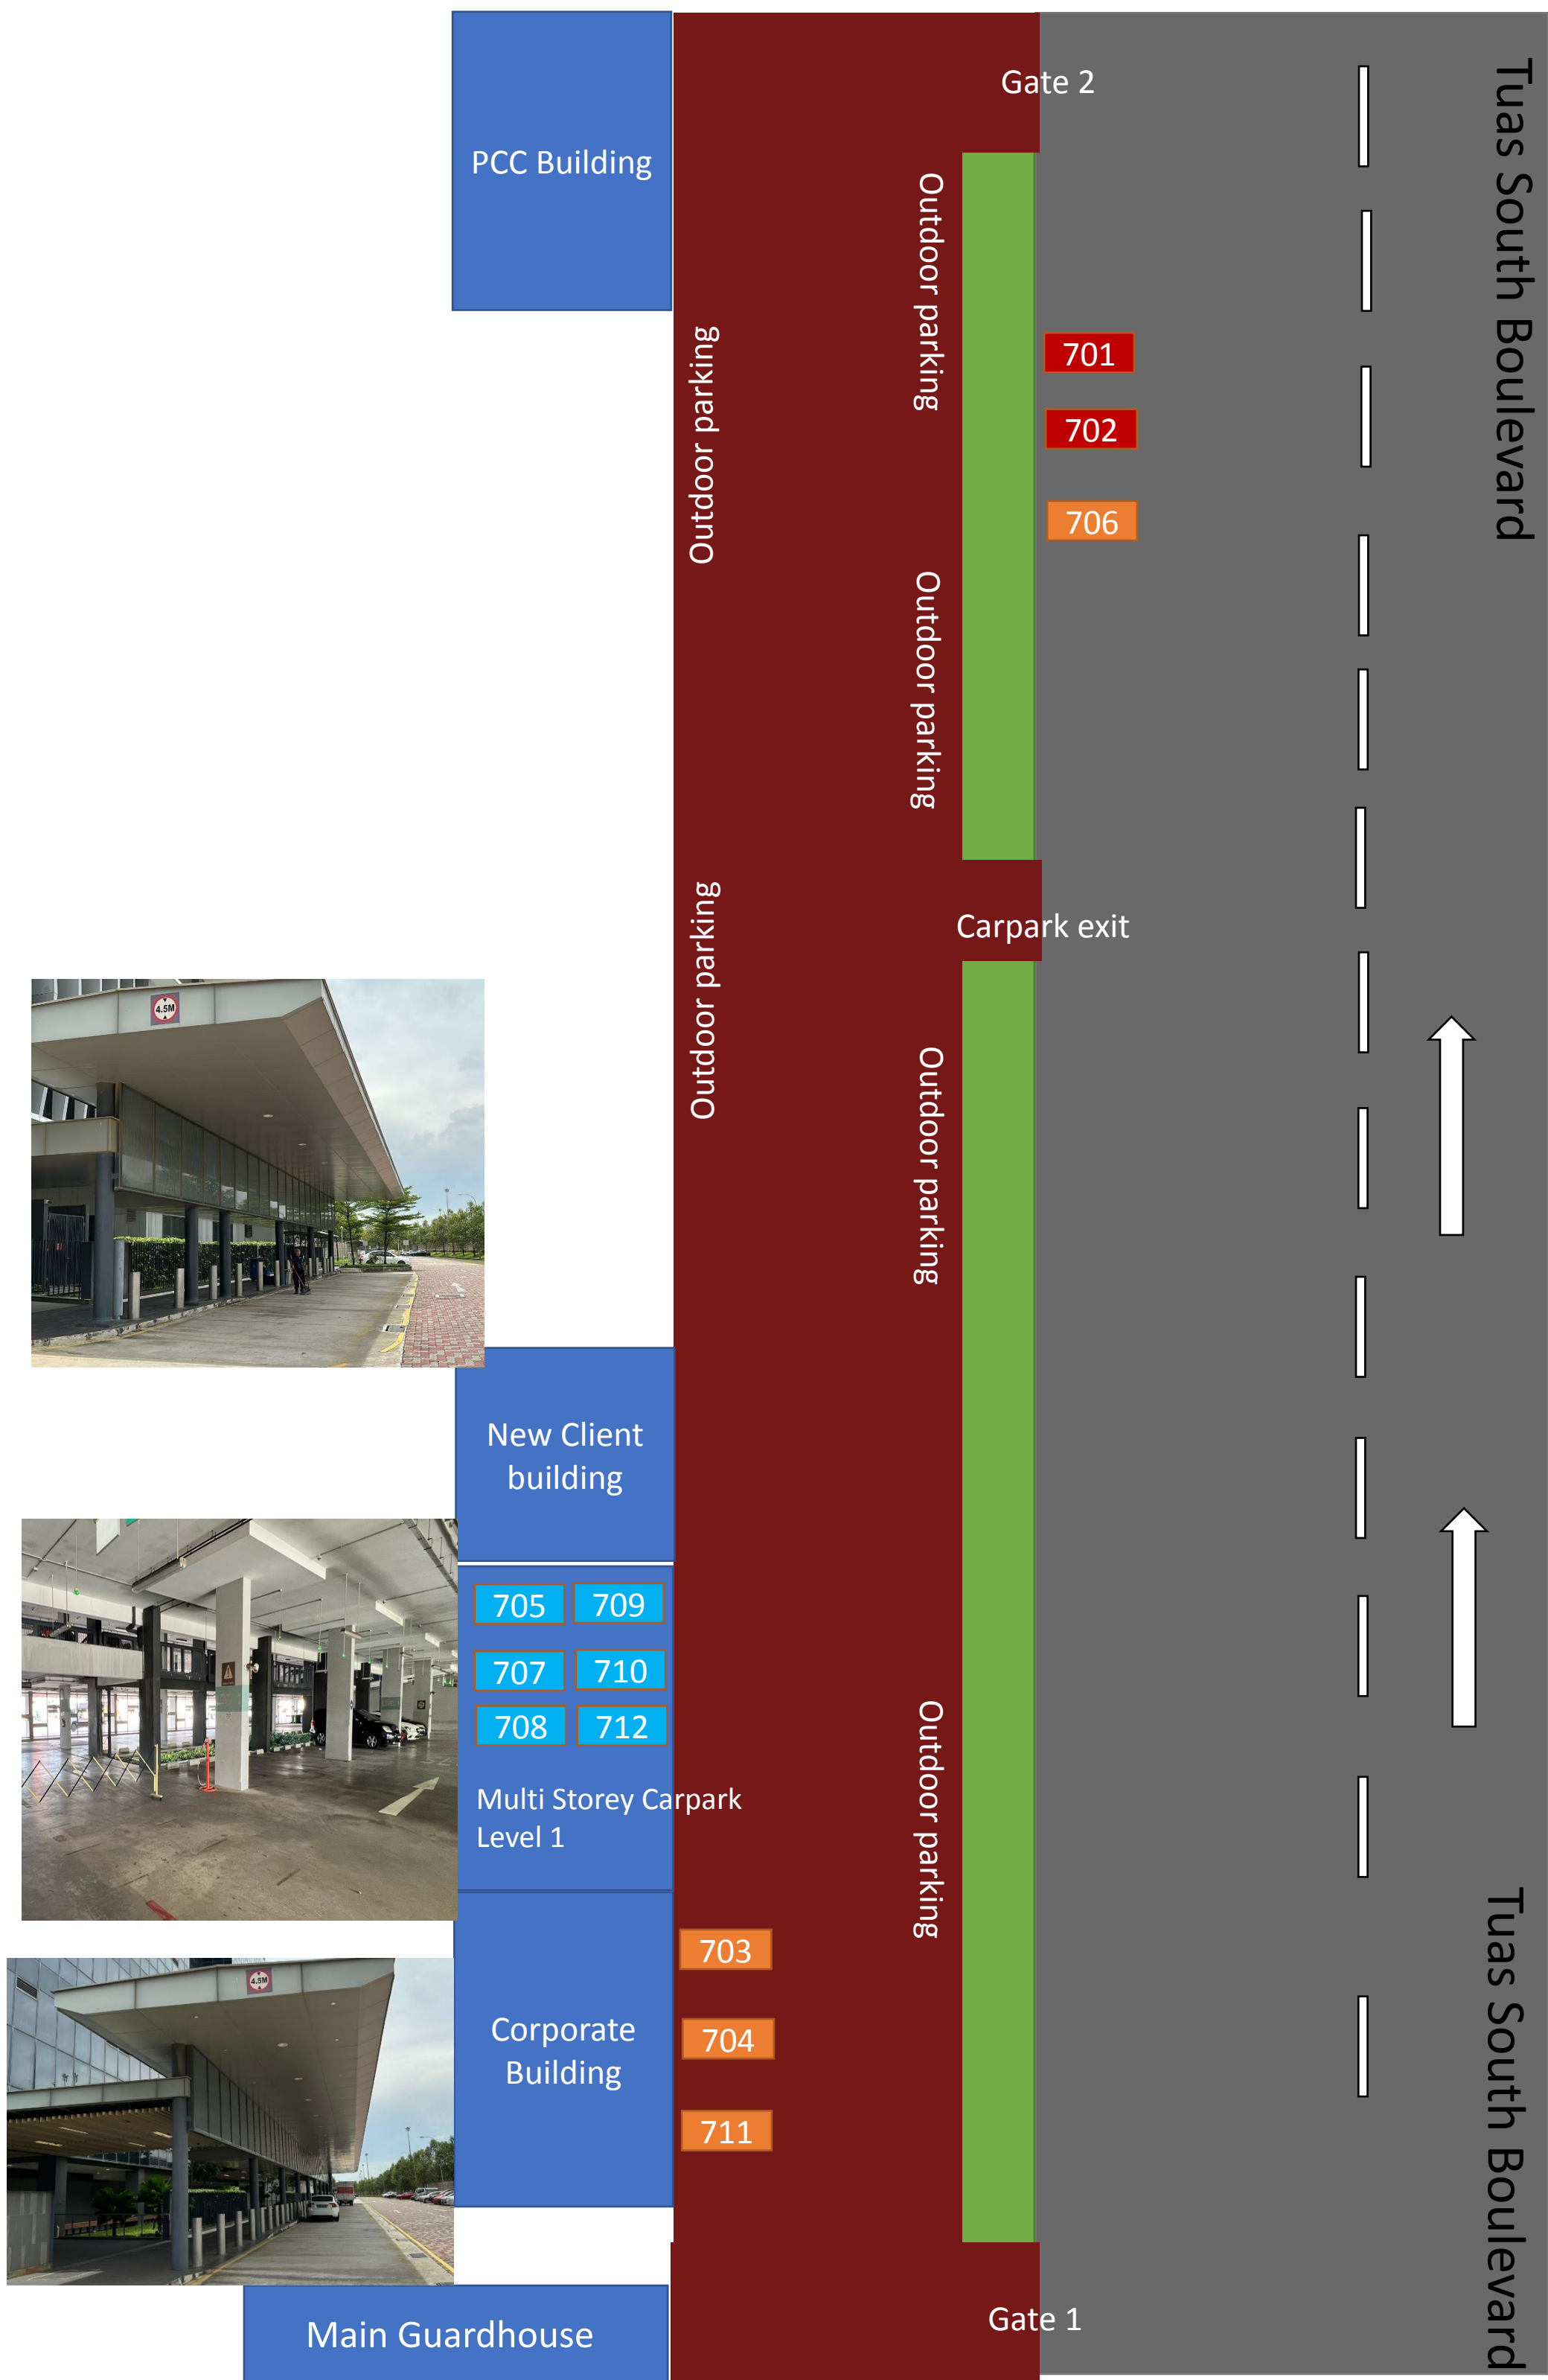 Gate 2
PCC Building
Tuas South Boulevard
Outdoor parking
Outdoor parking
701
702
706
Outdoor parking
Outdoor parking
Carpark exit
4.5M
Outdoor parking
New Client
building
705
709
707
710
708
712
Multi Storey Carpark
Level 1
Outdoor parking
703
Corporate
Building
704
711
4.5M
Tuas South Boulevard
Main Guardhouse
Gate 1